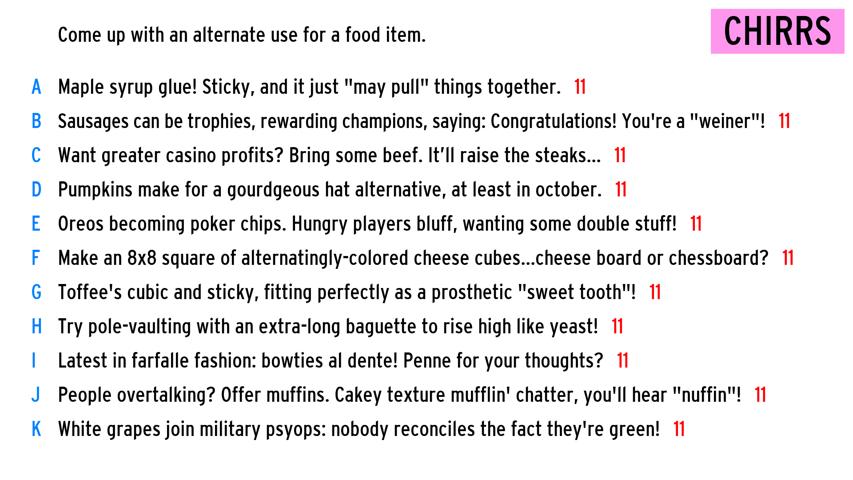 Come up with an alternate use for a food item.
CHIRRS
A Maple syrup glue! Sticky, and it just "may pull" things together. 11
B Sausages can be trophies, rewarding champions, saying: Congratulations! You're a "weiner"! 11
C Want greater casino profits? Bring some beef. It’ll raise the steaks... 11
D Pumpkins make for a gourdgeous hat alternative, at least in october. 11
E Oreos becoming poker chips. Hungry players bluff, wanting some double stuff! 11
F Make an 8x8 square of alternatingly-colored cheese cubes...cheese board or chessboard? 11
G Toffee's cubic and sticky, fitting perfectly as a prosthetic "sweet tooth"! 11
H Try pole-vaulting with an extra-long baguette to rise high like yeast! 11
I Latest in farfalle fashion: bowties al dente! Penne for your thoughts? 11
J People overtalking? Offer muffins. Cakey texture mufflin' chatter, you'll hear "nuffin"! 11
K White grapes join military psyops: nobody reconciles the fact they're green! 11